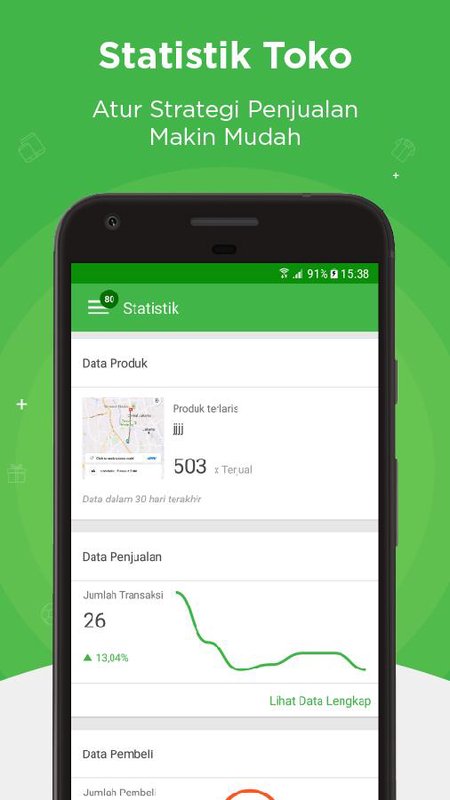 Statistik Toko
Atur Strategi Penjualan
Makin Mudah
91% 15.38
80
Statistik
Data Produk
Produk terlaris
jjjj
503 x Terjual
Data dalam 30 hari terakhir
Data Penjualan
Jumlah Transaksi
26
13,04%
Lihat Data Lengkap
Data Pembeli
Jumlah Pembeli